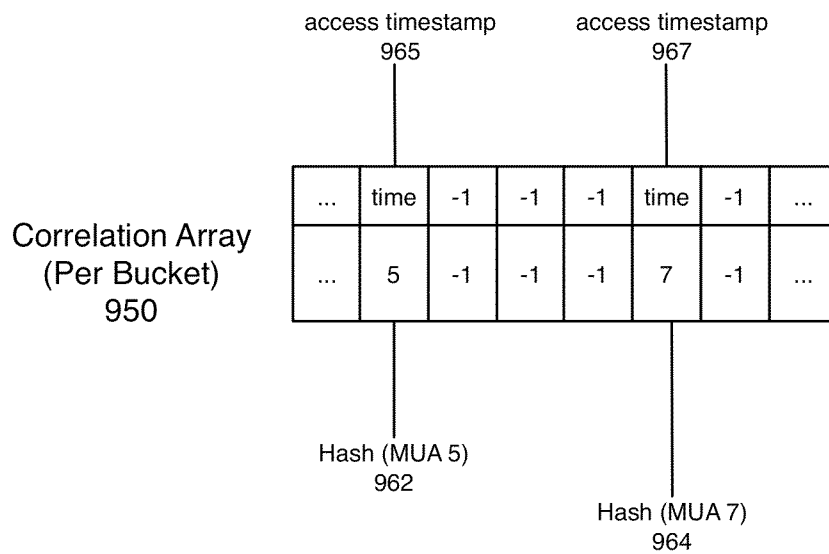 access timestamp
965
access timestamp
967
Correlation Array
(Per Bucket)
950
... time -1 -1 -1 time -1 ...
... 5 -1 -1 -1 7 -1 ...
Hash (MUA 5)
962
Hash (MUA 7)
964